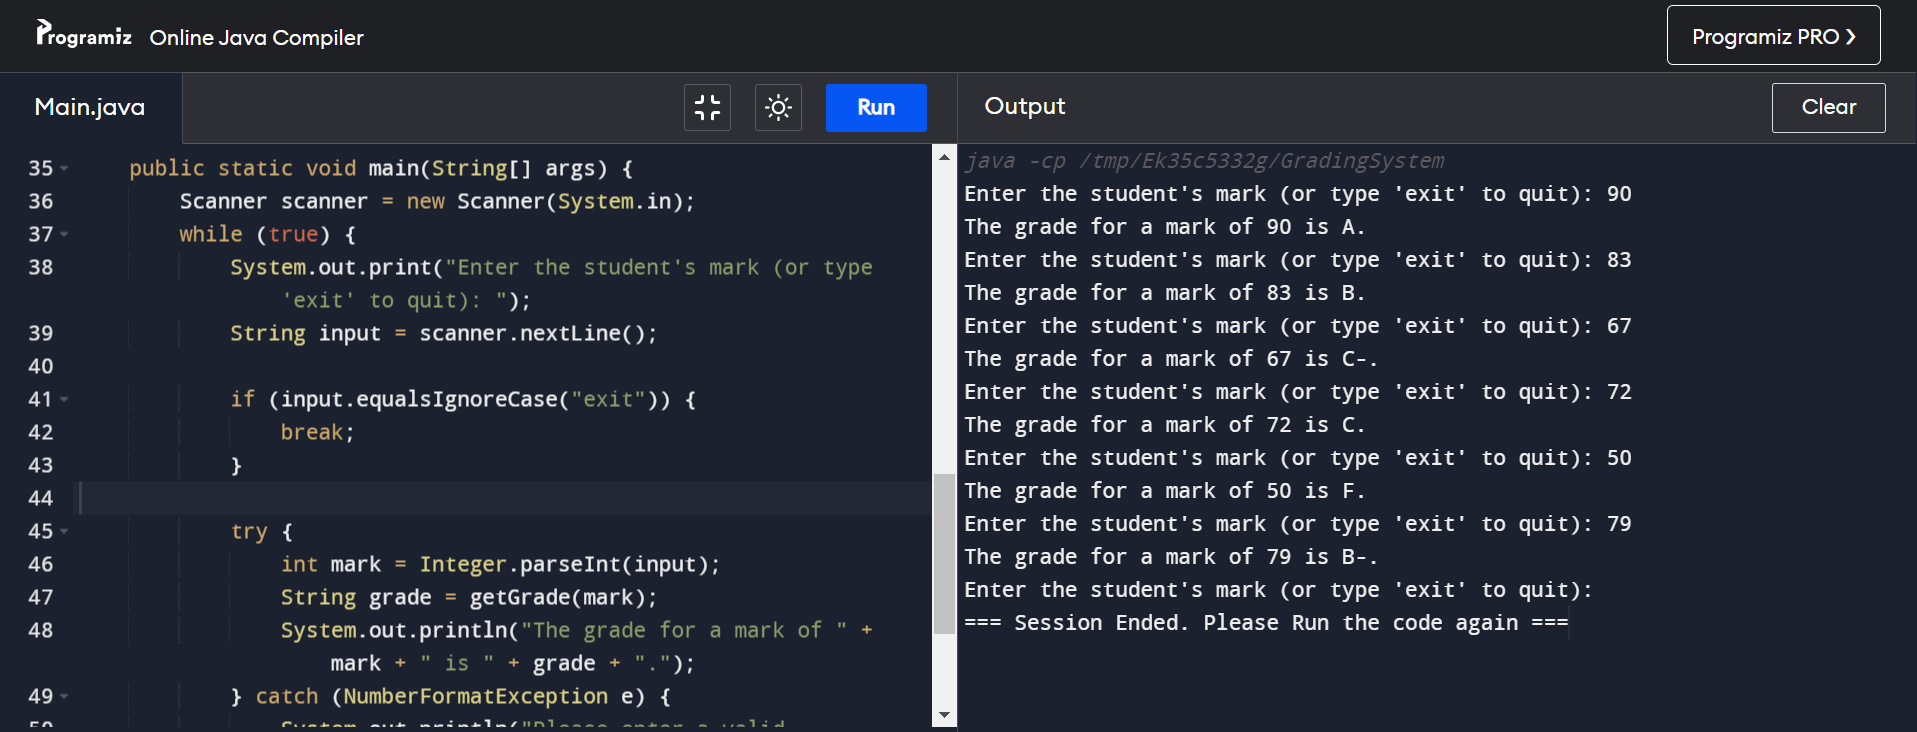 Programiz Online Java Compiler
Programiz PRO ❯
Main.java
Run
Output
Clear
35 public static void main(String[] args) {
36 Scanner scanner = new Scanner(System.in);
37 while (true) {
38 System.out.print("Enter the student's mark (or type
'exit' to quit): ");
39 String input = scanner.nextLine();
40
41 if (input.equalsIgnoreCase("exit")) {
42 break;
43 }
44
45 try {
46 int mark = Integer.parseInt(input);
47 String grade = getGrade(mark);
48 System.out.println("The grade for a mark of " +
mark + " is " + grade + ".");
49 } catch (NumberFormatException e) {
50 System.out.println("Please enter a valid
java -cp /tmp/Ek35c5332g/GradingSystem
Enter the student's mark (or type 'exit' to quit): 90
The grade for a mark of 90 is A.
Enter the student's mark (or type 'exit' to quit): 83
The grade for a mark of 83 is B.
Enter the student's mark (or type 'exit' to quit): 67
The grade for a mark of 67 is C-.
Enter the student's mark (or type 'exit' to quit): 72
The grade for a mark of 72 is C.
Enter the student's mark (or type 'exit' to quit): 50
The grade for a mark of 50 is F.
Enter the student's mark (or type 'exit' to quit): 79
The grade for a mark of 79 is B-.
Enter the student's mark (or type 'exit' to quit):
=== Session Ended. Please Run the code again ===